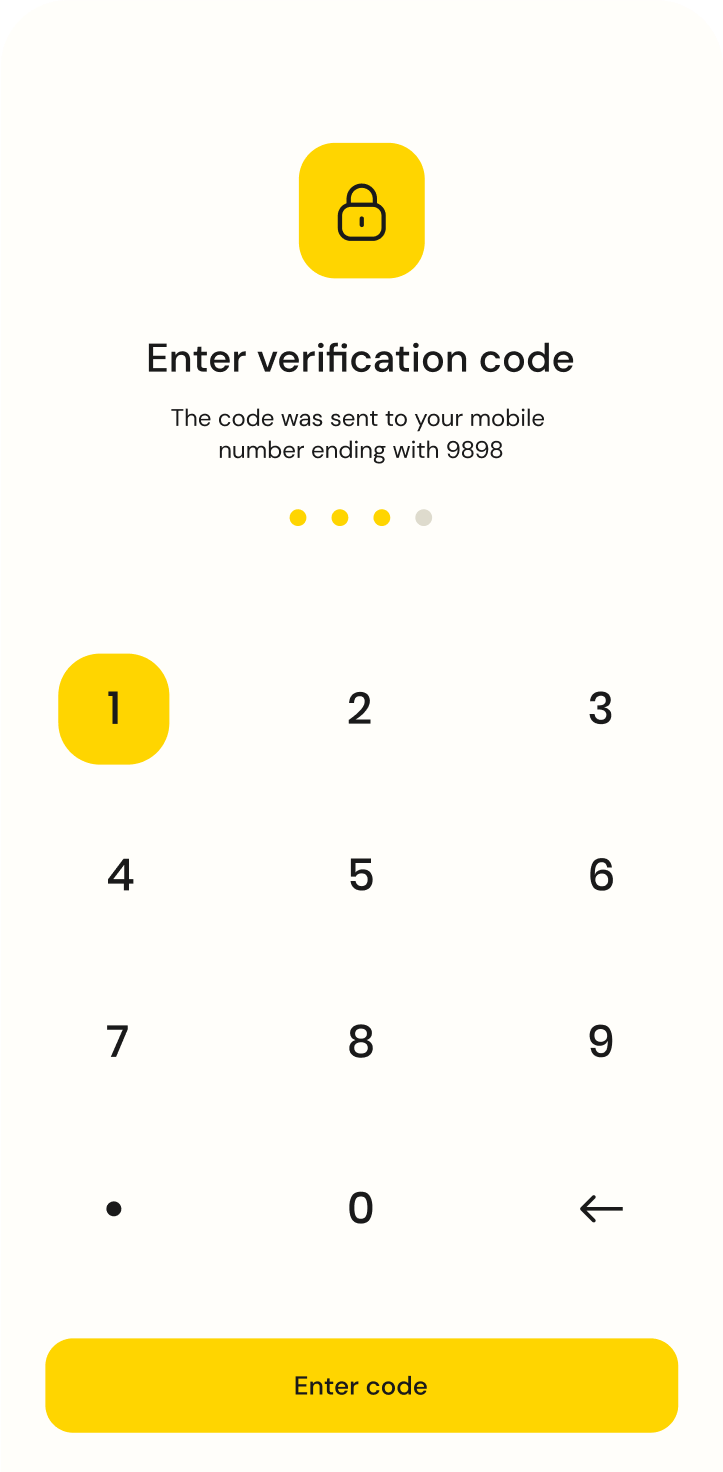 Enter verification code
The code was sent to your mobile
number ending with 9898
1 2 3
4 5 6
7 8 9
0
Enter code